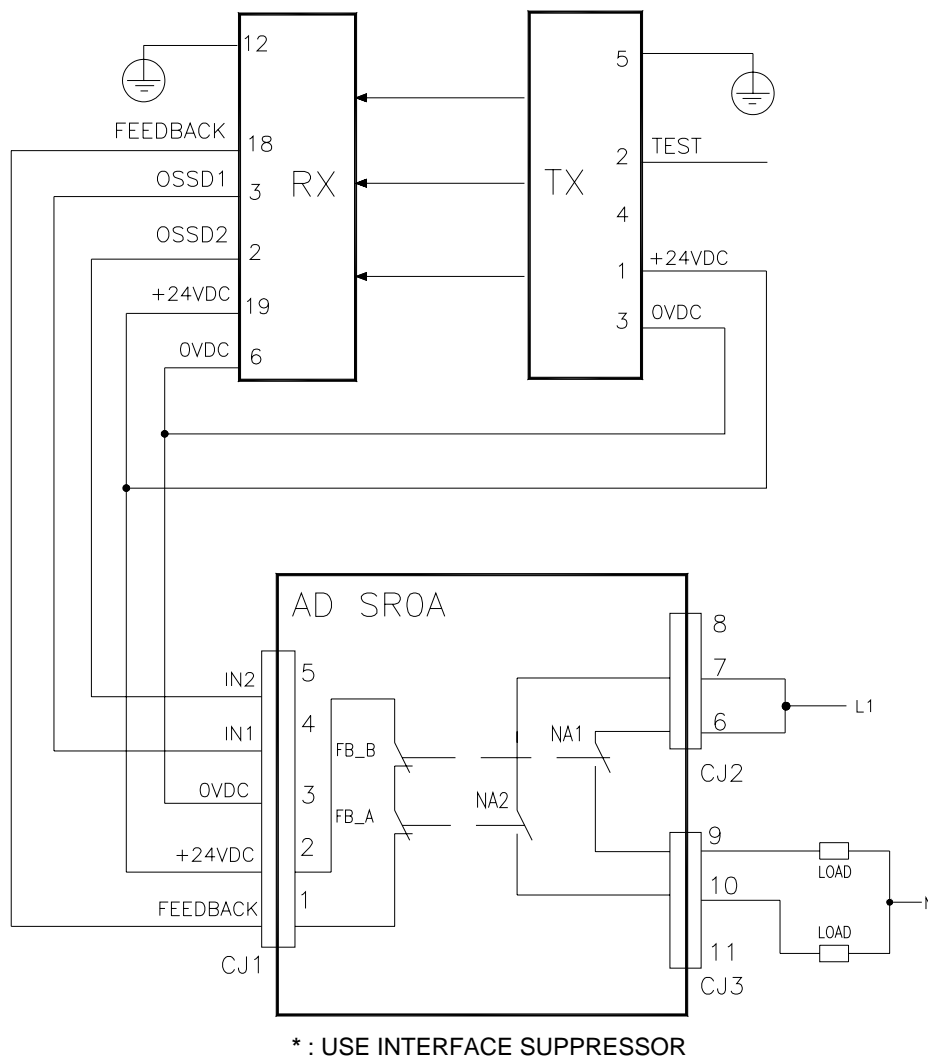 12
FEEDBACK
18
OSSD1
3
OSSD2
2
+24VDC
19
0VDC
6
RX
TX
5
TEST
2
4
+24VDC
1
0VDC
3
AD SR0A
5
IN2
4
IN1
3
0VDC
2
+24VDC
1
FEEDBACK
CJ1
FB_B
FB_A
NA1
NA2
8
7
6
L1
CJ2
9
LOAD
10
LOAD
11
CJ3
* : USE INTERFACE SUPPRESSOR